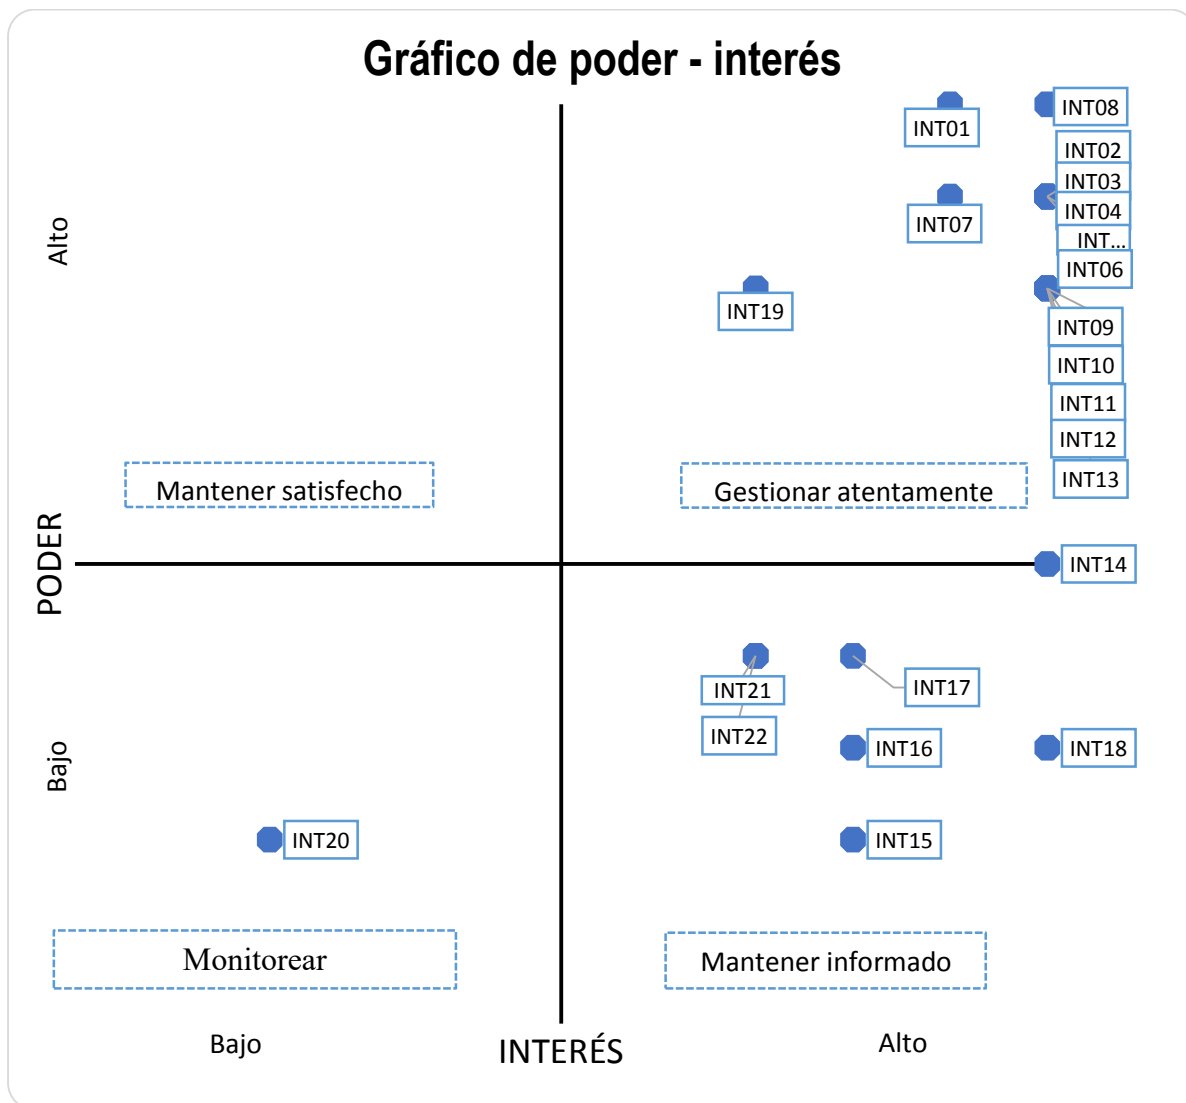 Gráfico de poder - interés
INT01
INT08
INT02
INT03
INT04
INT...
INT06
INT07
INT19
INT09
INT10
INT11
INT12
INT13
Alto
Mantener satisfecho
Gestionar atentamente
PODER
INT14
INT21
INT17
INT22
INT16
INT18
Bajo
INT20
INT15
Monitorear
Mantener informado
Bajo
INTERÉS
Alto